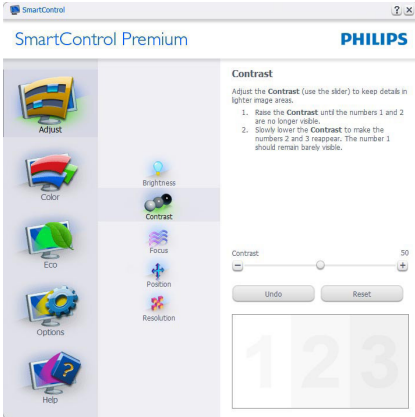 SmartControl
SmartControl Premium
PHILIPS
Adjust
Color
Eco
Options
Help
Brightness
Contrast
Focus
Position
Resolution
Contrast
Adjust the Contrast (use the slider) to keep details in
lighter image areas.
1. Raise the Contrast until the numbers 1 and 2
are no longer visible.
2. Slowly lower the Contrast to make the
numbers 2 and 3 reappear. The number 1
should remain barely visible.
Contrast 50
Undo Reset
1 2 3